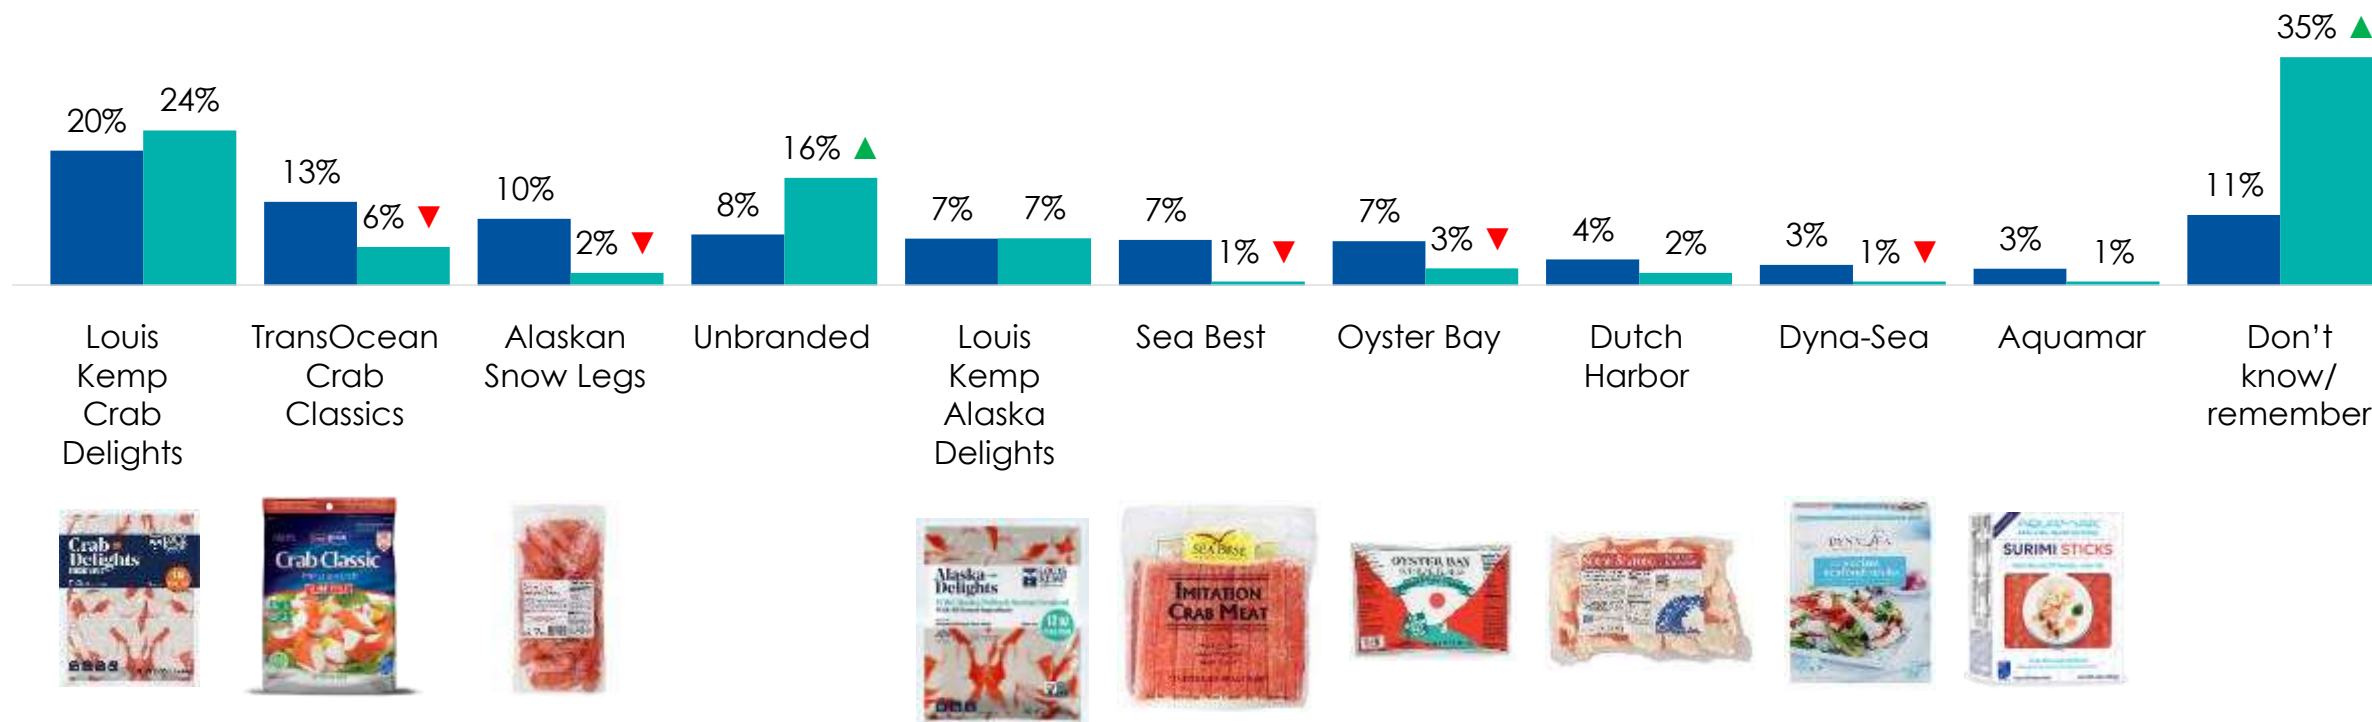 35% ▲
20%
24%
13%
6% ▼
10%
2% ▼
8%
16% ▲
7%
7%
7%
1% ▼
7%
3% ▼
4%
2%
3%
1% ▼
3%
1%
11%
Louis
Kemp
Crab
Delights
TransOcean
Crab
Classics
Alaskan
Snow Legs
Unbranded
Louis
Kemp
Alaska
Delights
Sea Best
Oyster Bay
Dutch
Harbor
Dyna-Sea
Aquamar
Don’t
know/
remember
Crab
Delights
Crab Classic
Alaska
Delights
SEA BEST
IMITATION
CRAB MEAT
OYSTER BAY
AQUAMAR
SURIMI STICKS